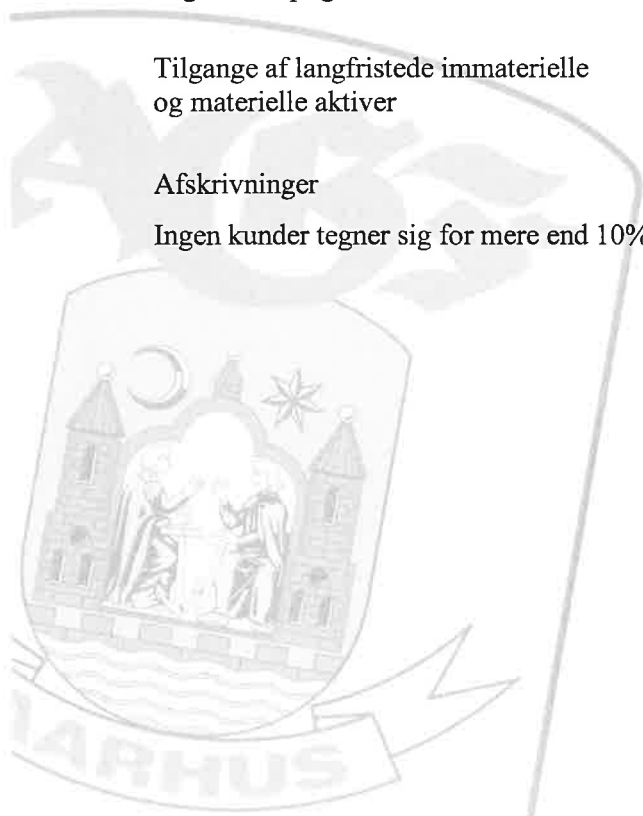 Tilgange af langfristede immaterielle
og materielle aktiver
Afskrivninger
Ingen kunder tegner sig for mere end 10%
AGF
AARHUS